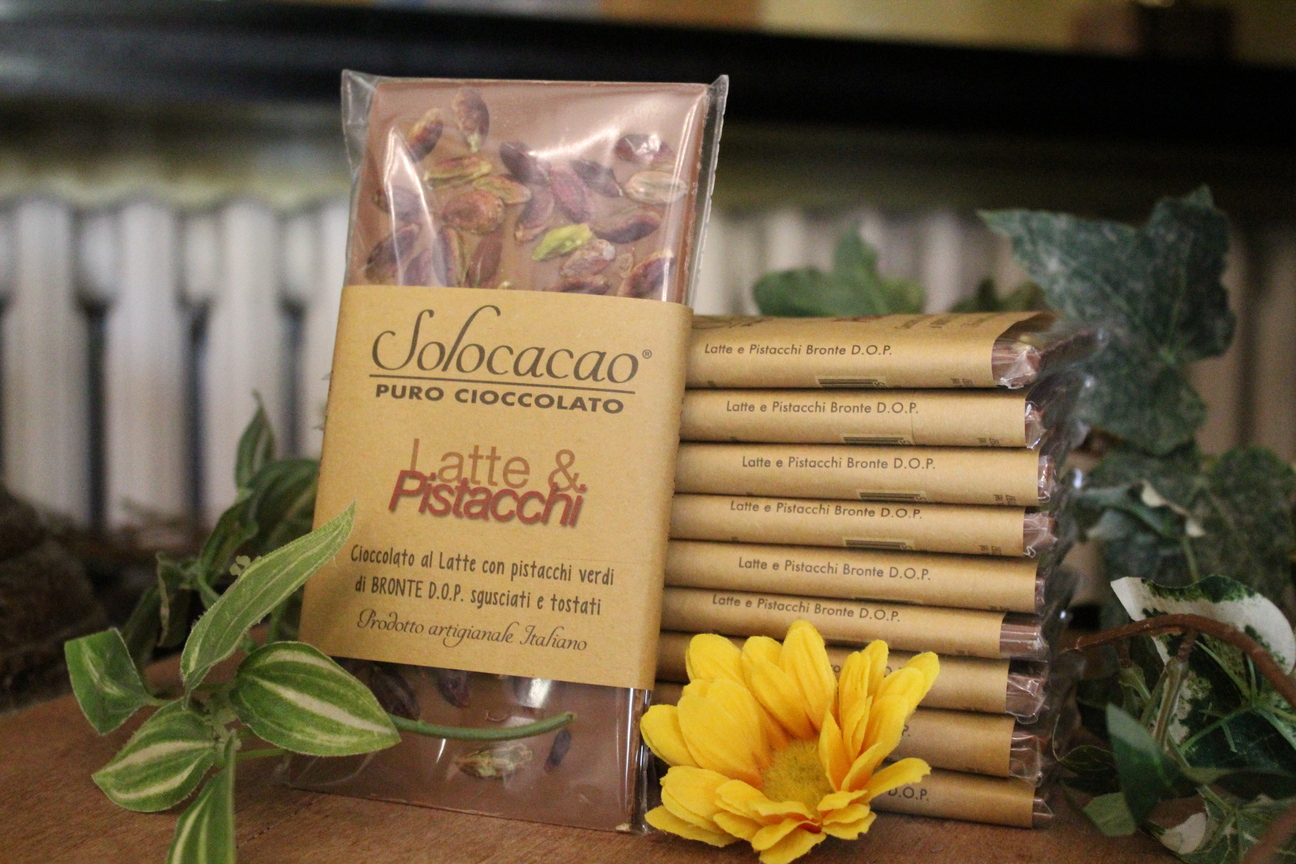 Solocacao®
PURO CIOCCOLATO
Latte &
Pistacchi
Cioccolato al Latte con pistacchi verdi
di BRONTE D.O.P. sgusciati e tostati
Prodotto artigianale Italiano
Latte e Pistacchi Bronte D.O.P.
Latte e Pistacchi Bronte D.O.P.
Latte e Pistacchi Bronte D.O.P.
Latte e Pistacchi Bronte D.O.P.
Latte e Pistacchi Bronte D.O.P.
Latte e Pistacchi Bronte D.O.P.
D.O.P.